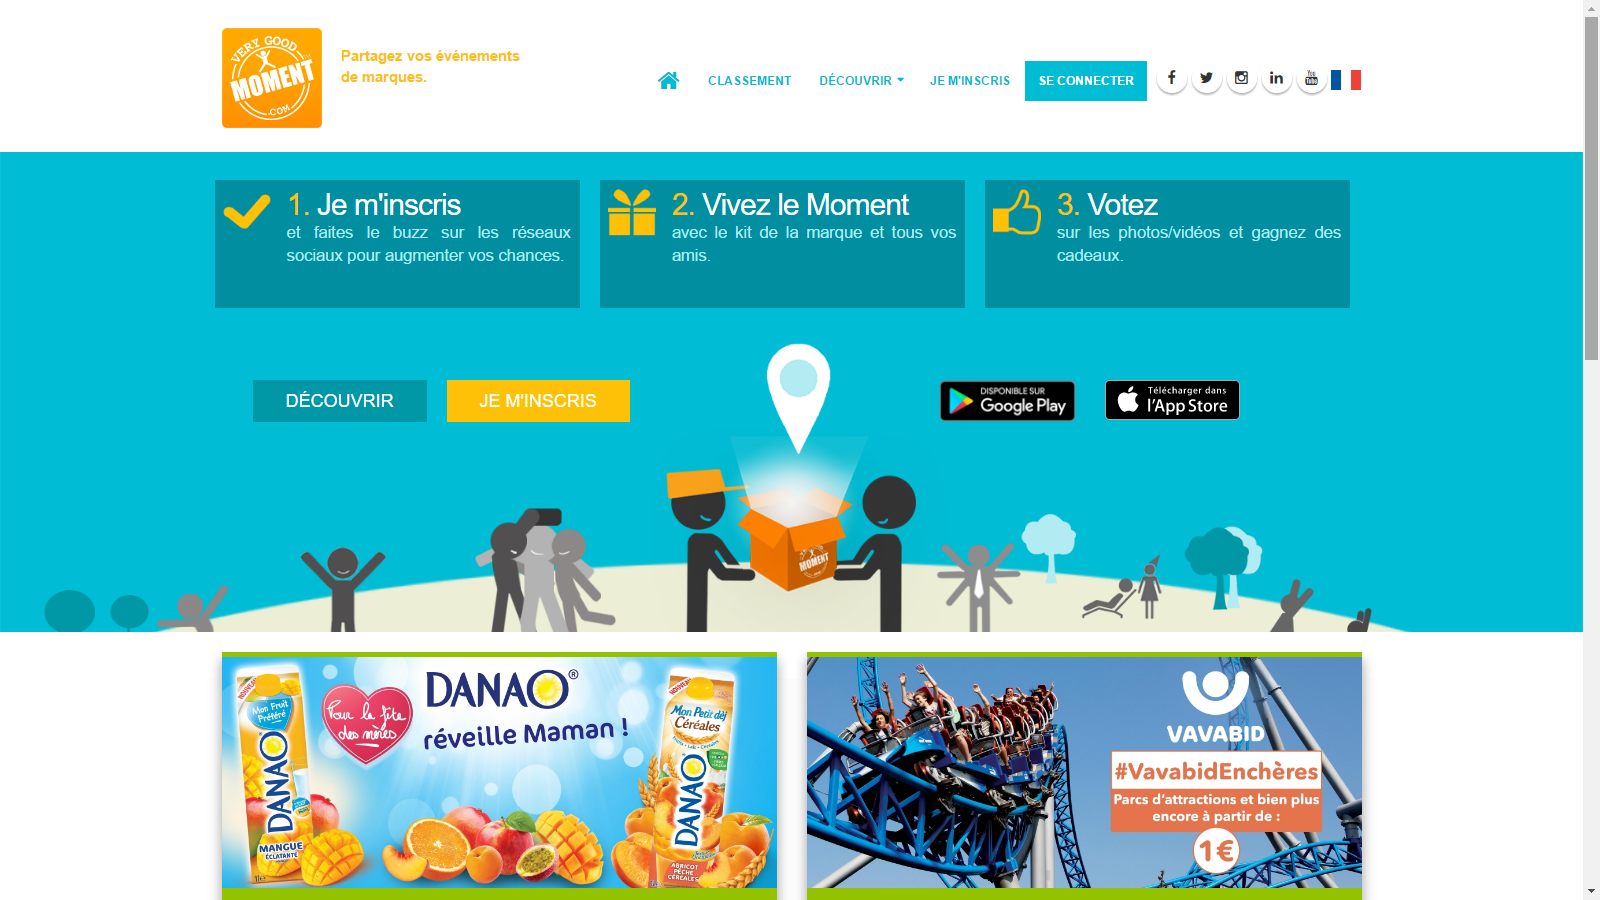 VERY GOOD
MOMENT
.COM
Partagez vos événements
de marques.
CLASSEMENT
DÉCOUVRIR
JE M'INSCRIS
SE CONNECTER
You
Tube
1. Je m'inscris
et faites le buzz sur les réseaux
sociaux pour augmenter vos chances.
2. Vivez le Moment
avec le kit de la marque et tous vos
amis.
3. Votez
sur les photos/vidéos et gagnez des
cadeaux.
DÉCOUVRIR
JE M'INSCRIS
DISPONIBLE SUR
Google Play
Télécharger dans
l'App Store
MOMENT
DANAO®
réveille Maman !
Pour la fête
des mères
Mon Fruit
Préféré
DANAO
MANGUE
ÉCLATANTE
NOUVEAU
Mon Petit déj
Céréales
DANAO
ABRICOT
PÊCHE
CÉRÉALES
VAVABID
#VavabidEnchères
Parcs d'attractions et bien plus
encore à partir de :
1€